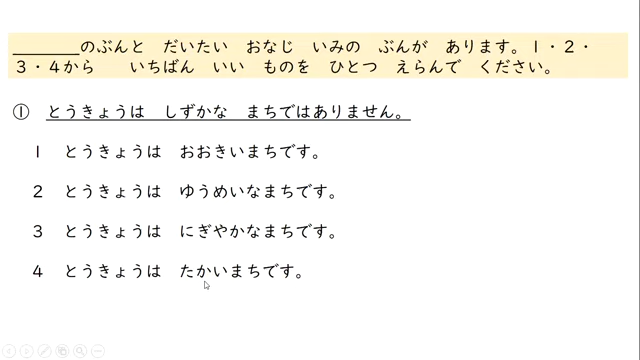 ＿＿＿＿のぶんと　だいたい　おなじ　いみの　ぶんが　あります。１・２・
３・４から　　いちばん　いい　ものを　ひとつ　えらんで　ください。
①　とうきょうは　しずかな　まちではありません。
１　とうきょうは　おおきいまちです。
２　とうきょうは　ゆうめいなまちです。
３　とうきょうは　にぎやかなまちです。
４　とうきょうは　たかいまちです。